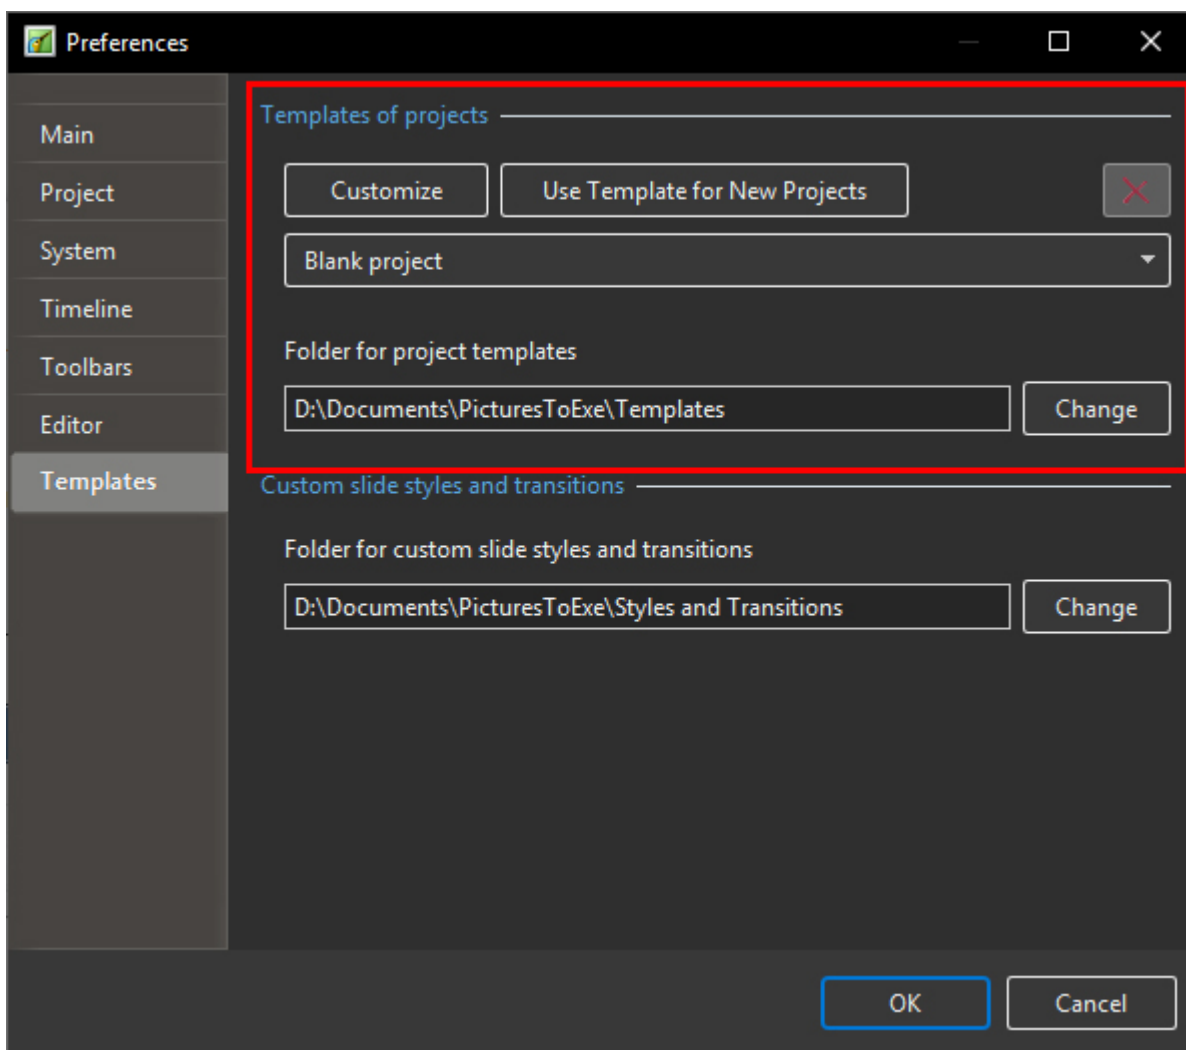 Preferences
Main
Project
System
Timeline
Toolbars
Editor
Templates
Templates of projects
Customize
Use Template for New Projects
Blank project
Folder for project templates
D:\Documents\PicturesToExe\Templates
Change
Custom slide styles and transitions
Folder for custom slide styles and transitions
D:\Documents\PicturesToExe\Styles and Transitions
Change
OK
Cancel